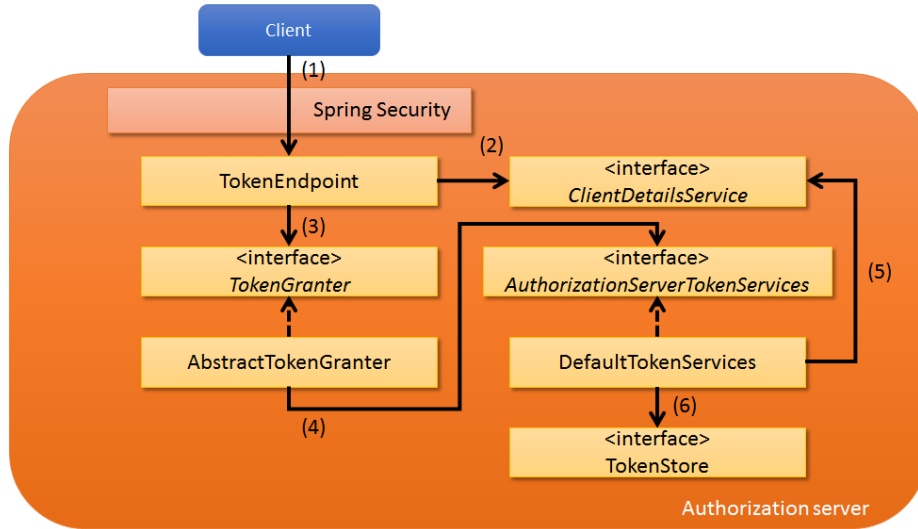 Client
(1)
Spring Security
(2)
TokenEndpoint
<interface>
ClientDetailsService
(3)
<interface>
TokenGranter
<interface>
AuthorizationServerTokenServices
(5)
AbstractTokenGranter
DefaultTokenServices
(4)
(6)
<interface>
TokenStore
Authorization server